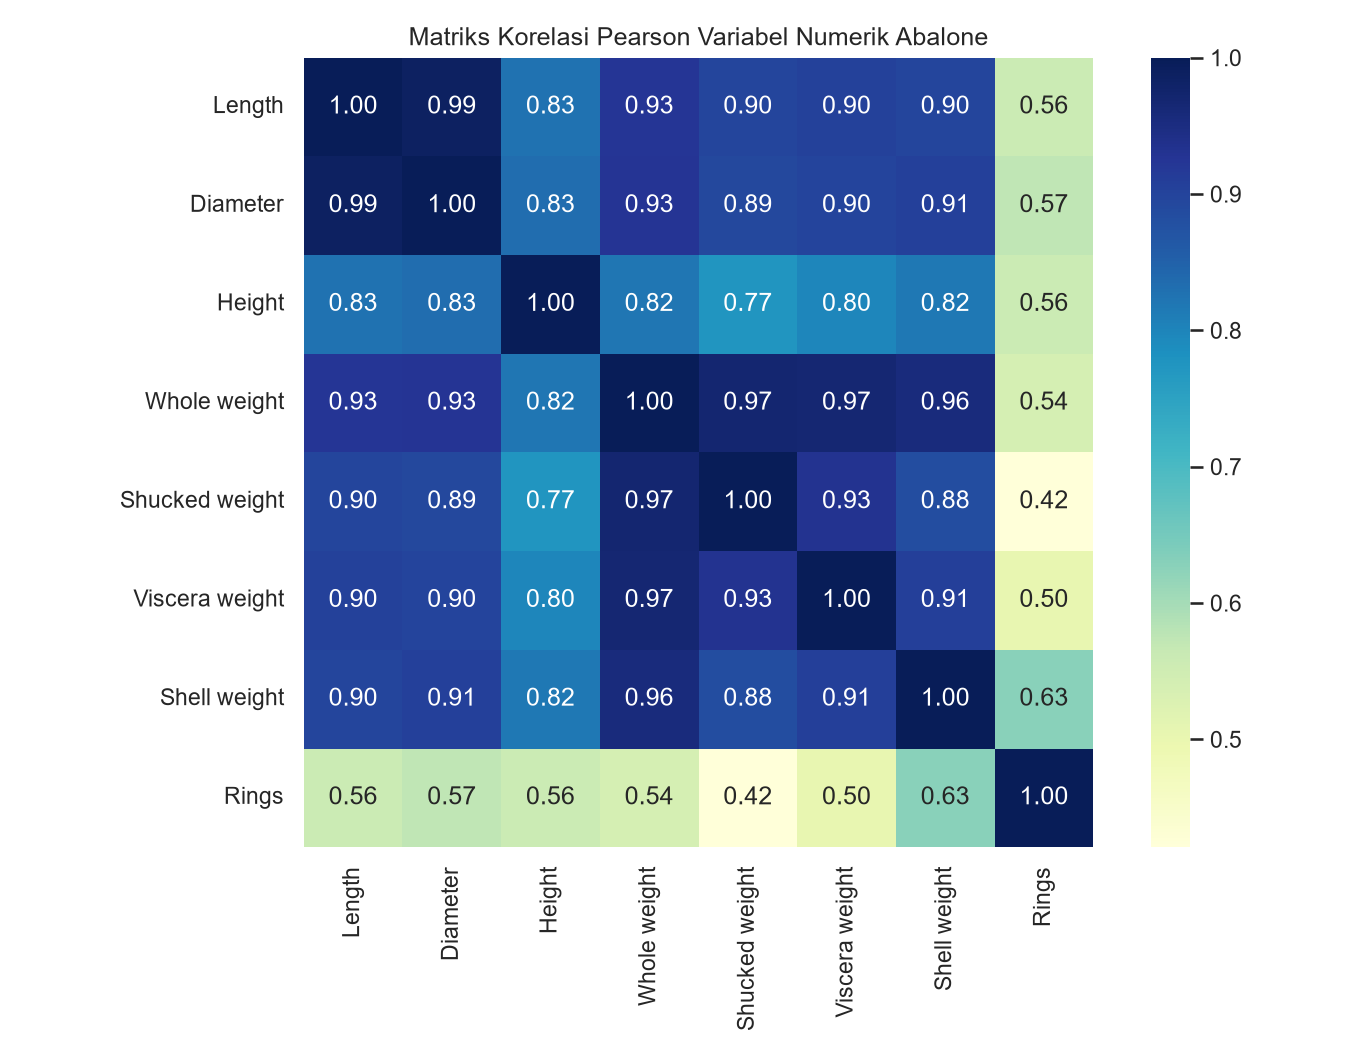 Matriks Korelasi Pearson Variabel Numerik Abalone
Length 1.00 0.99 0.83 0.93 0.90 0.90 0.90 0.56
Diameter 0.99 1.00 0.83 0.93 0.89 0.90 0.91 0.57
Height 0.83 0.83 1.00 0.82 0.77 0.80 0.82 0.56
Whole weight 0.93 0.93 0.82 1.00 0.97 0.97 0.96 0.54
Shucked weight 0.90 0.89 0.77 0.97 1.00 0.93 0.88 0.42
Viscera weight 0.90 0.90 0.80 0.97 0.93 1.00 0.91 0.50
Shell weight 0.90 0.91 0.82 0.96 0.88 0.91 1.00 0.63
Rings 0.56 0.57 0.56 0.54 0.42 0.50 0.63 1.00
Length
Diameter
Height
Whole weight
Shucked weight
Viscera weight
Shell weight
Rings
1.0
0.9
0.8
0.7
0.6
0.5